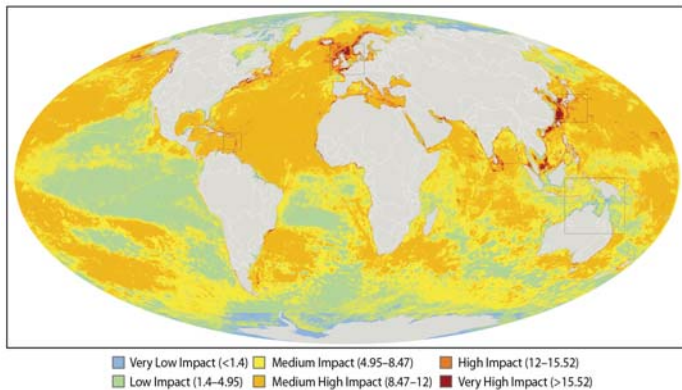 Very Low Impact (<1.4) Medium Impact (4.95–8.47) High Impact (12–15.52)
Low Impact (1.4–4.95) Medium High Impact (8.47–12) Very High Impact (>15.52)